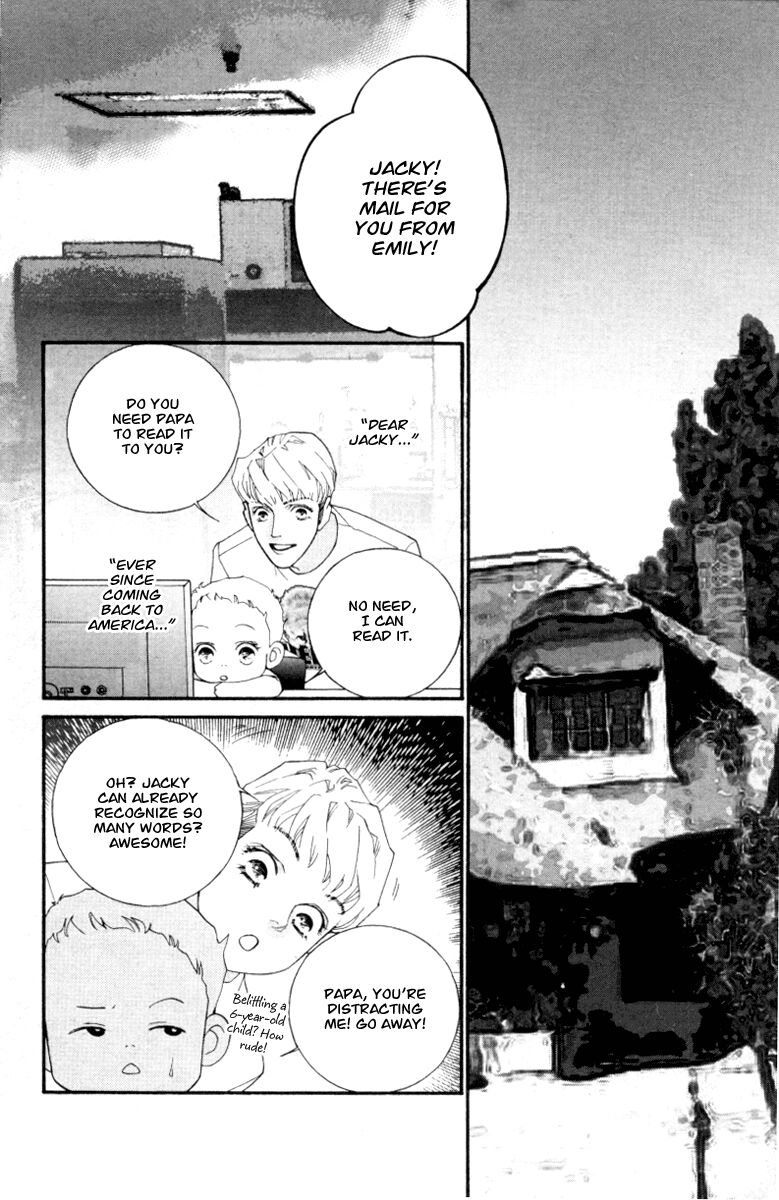 JACKY!
THERE'S
MAIL FOR
YOU FROM
EMILY!
DO YOU
NEED PAPA
TO READ IT
TO YOU?
"DEAR
JACKY..."
"EVER
SINCE
COMING
BACK TO
AMERICA..."
NO NEED,
I CAN
READ IT.
OH? JACKY
CAN ALREADY
RECOGNIZE SO
MANY WORDS?
AWESOME!
Belittling a
6-year-old
child? How
rude!
PAPA, YOU'RE
DISTRACTING
ME! GO AWAY!